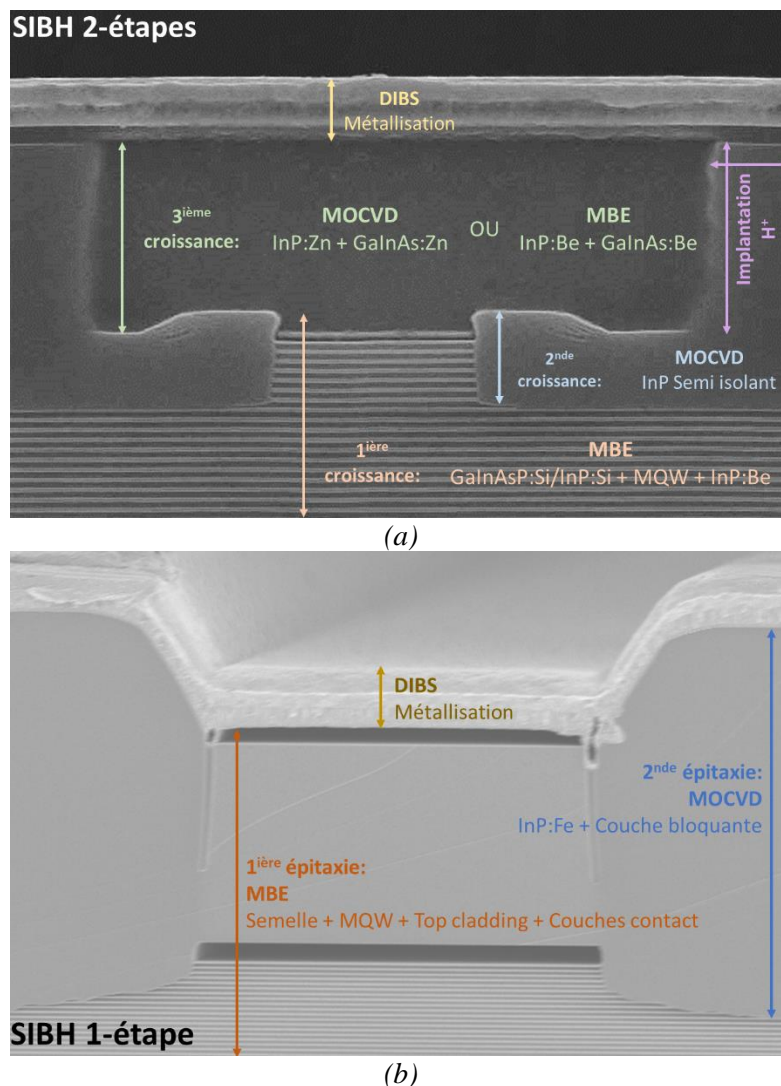 SIBH 2-étapes
DIBS
Métallisation
3ième
croissance:
MOCVD
InP:Zn + GaInAs:Zn
OU
MBE
InP:Be + GaInAs:Be
Implantation
H+
2nde
croissance:
MOCVD
InP Semi isolant
1ière
croissance:
MBE
GaInAsP:Si/InP:Si + MQW + InP:Be
(a)
DIBS
Métallisation
2nde épitaxie:
MOCVD
InP:Fe + Couche bloquante
1ière épitaxie:
MBE
Semelle + MQW + Top cladding + Couches contact
SIBH 1-étape
(b)